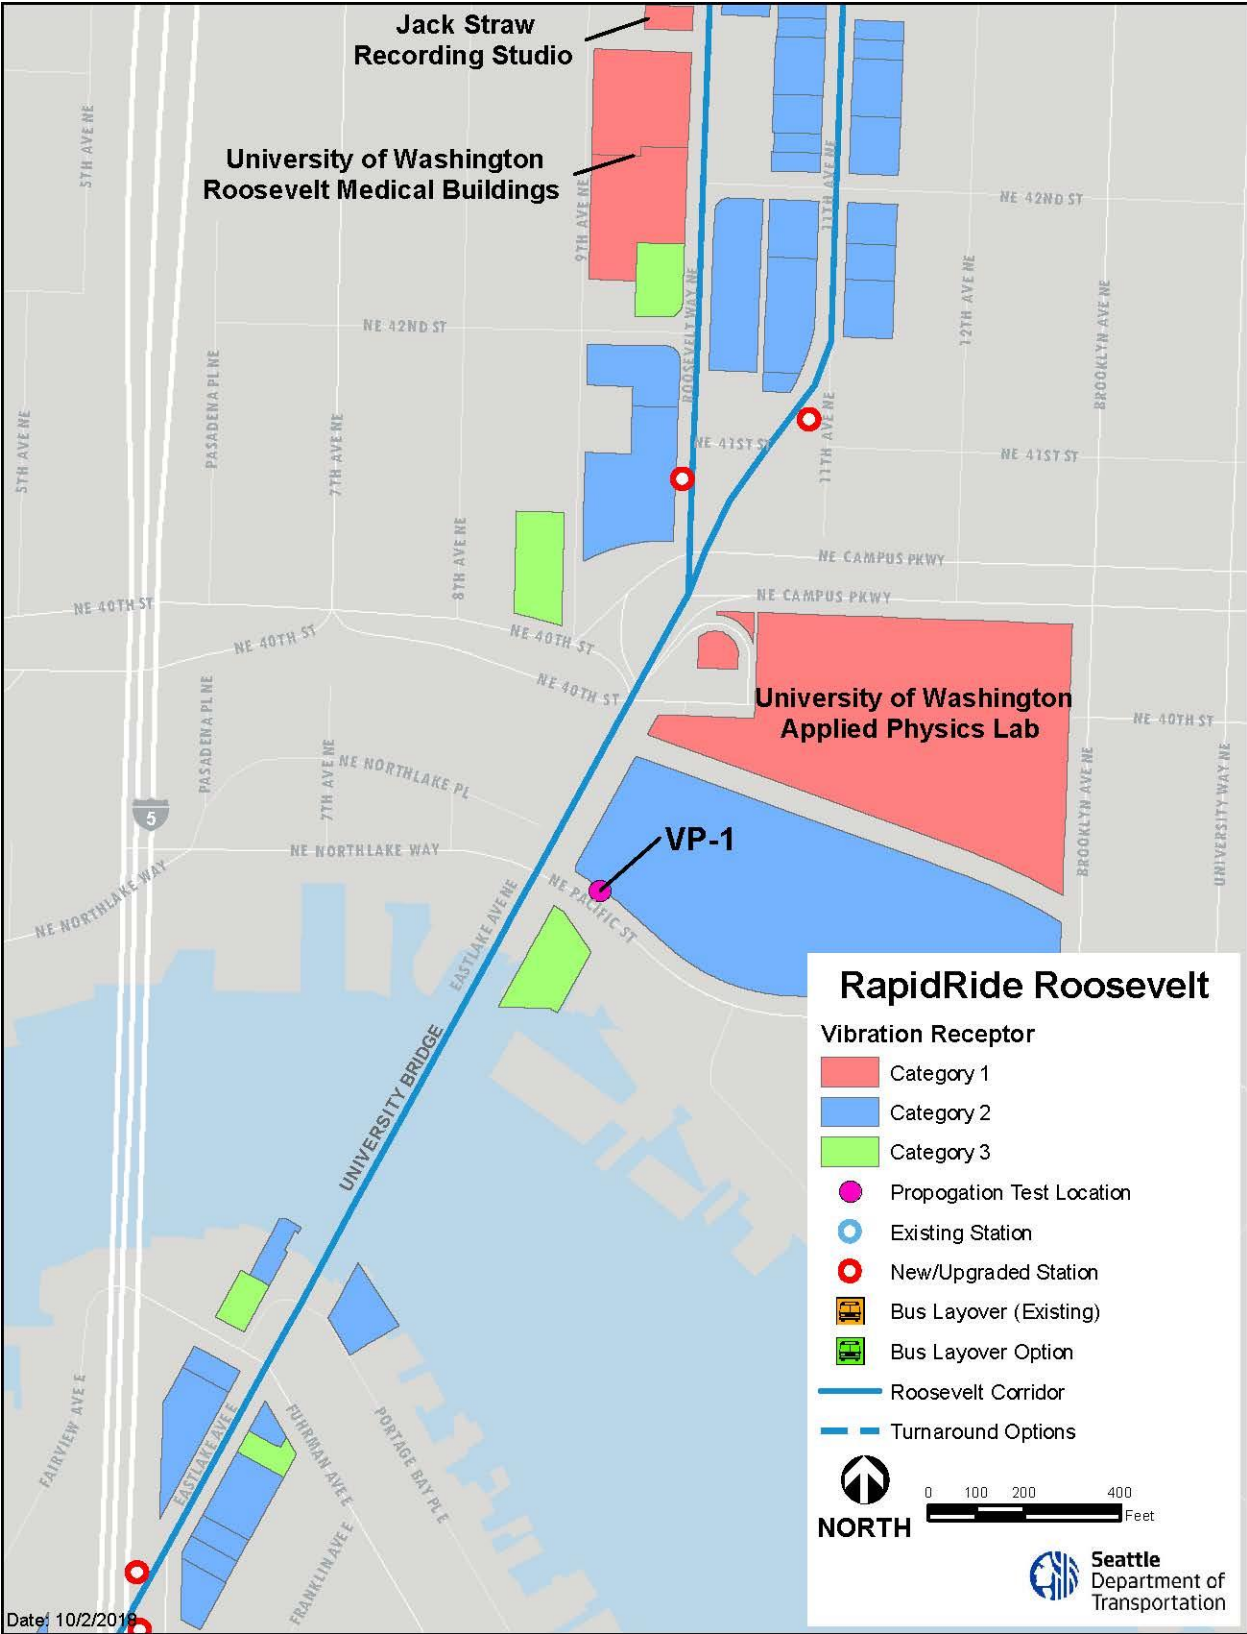 Jack Straw
Recording Studio
University of Washington
Roosevelt Medical Buildings
5TH AVE NE
9TH AVE NE
11TH AVE NE
NE 42ND ST
ROOSEVELT WAY NE
12TH AVE NE
BROOKLYN AVE NE
NE 42ND ST
PASADENA PL NE
5TH AVE NE
7TH AVE NE
11TH AVE NE
NE 41ST ST
NE 41ST ST
8TH AVE NE
NE CAMPUS PKWY
NE CAMPUS PKWY
NE 40TH ST
NE 40TH ST
NE 40TH ST
NE 40TH ST
University of Washington
Applied Physics Lab
NE 40TH ST
PASADENA PL NE
7TH AVE NE
NE NORTHLAKE PL
BROOKLYN AVE NE
UNIVERSITY WAY NE
5
VP-1
NE NORTHLAKE WAY
NE NORTHLAKE WAY
NE PACIFIC ST
EASTLAKE AVE NE
UNIVERSITY BRIDGE
FAIRVIEW AVE E
EASTLAKE AVE E
FUHRMAN AVE E
PORTAGE BAY PL E
FRANKLIN AVE E
RapidRide Roosevelt
Vibration Receptor
Category 1
Category 2
Category 3
Propogation Test Location
Existing Station
New/Upgraded Station
Bus Layover (Existing)
Bus Layover Option
Roosevelt Corridor
Turnaround Options
NORTH
0 100 200 400
Feet
Seattle
Department of
Transportation
Date: 10/2/2018